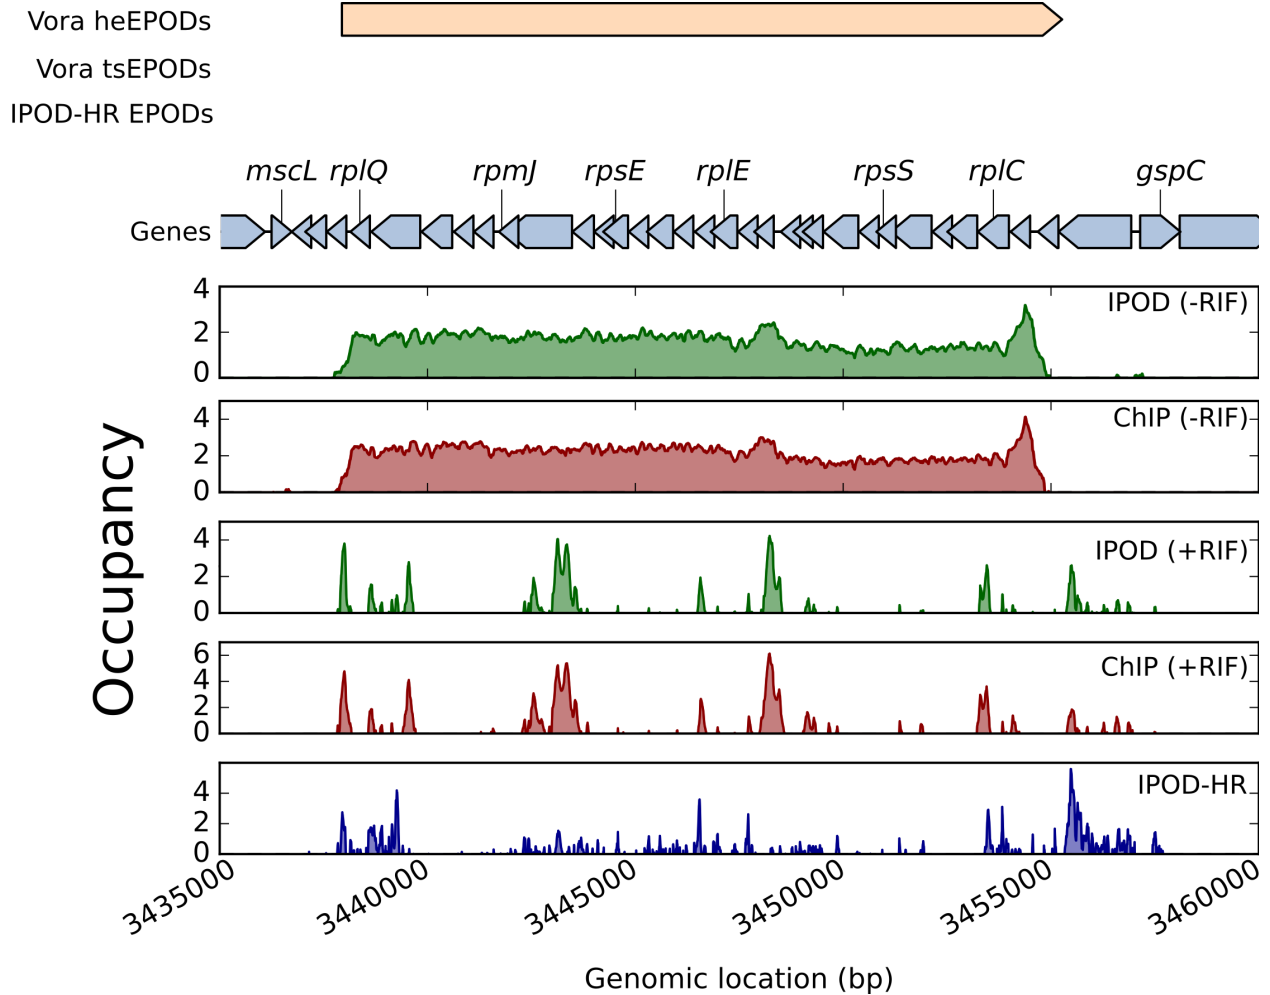 Vora heEPODs
Vora tsEPODs
IPOD-HR EPODs
mscL rplQ rpmJ rpsE rplE rpsS rplC gspC
Genes
4
2
0
IPOD (-RIF)
4
2
0
ChIP (-RIF)
4
2
0
IPOD (+RIF)
6
4
2
0
ChIP (+RIF)
4
2
0
IPOD-HR
Occupancy
3435000 3440000 3445000 3450000 3455000 3460000
Genomic location (bp)